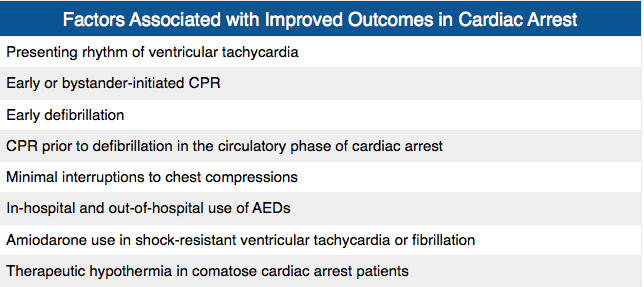 Factors Associated with Improved Outcomes in Cardiac Arrest
Presenting rhythm of ventricular tachycardia
Early or bystander-initiated CPR
Early defibrillation
CPR prior to defibrillation in the circulatory phase of cardiac arrest
Minimal interruptions to chest compressions
In-hospital and out-of-hospital use of AEDs
Amiodarone use in shock-resistant ventricular tachycardia or fibrillation
Therapeutic hypothermia in comatose cardiac arrest patients